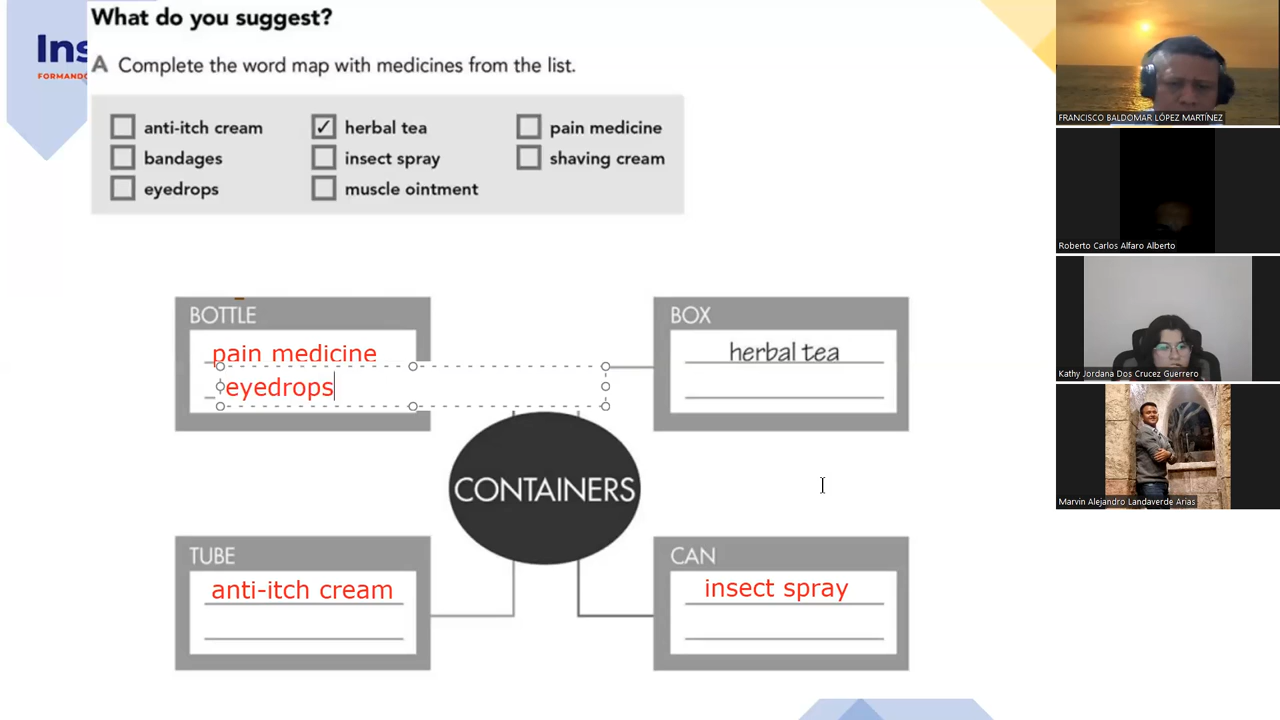 What do you suggest?
Ins
FORMANDO
A Complete the word map with medicines from the list.
anti-itch cream
✓ herbal tea
pain medicine
bandages
insect spray
shaving cream
eyedrops
muscle ointment
BOTTLE
pain medicine
eyedrops
BOX
herbal tea
CONTAINERS
TUBE
anti-itch cream
CAN
insect spray
FRANCISCO BALDOMAR LÓPEZ MARTÍNEZ
Roberto Carlos Alfaro Alberto
Kathy Jordana Dos Crucez Guerrero
Marvin Alejandro Landaverde Arias